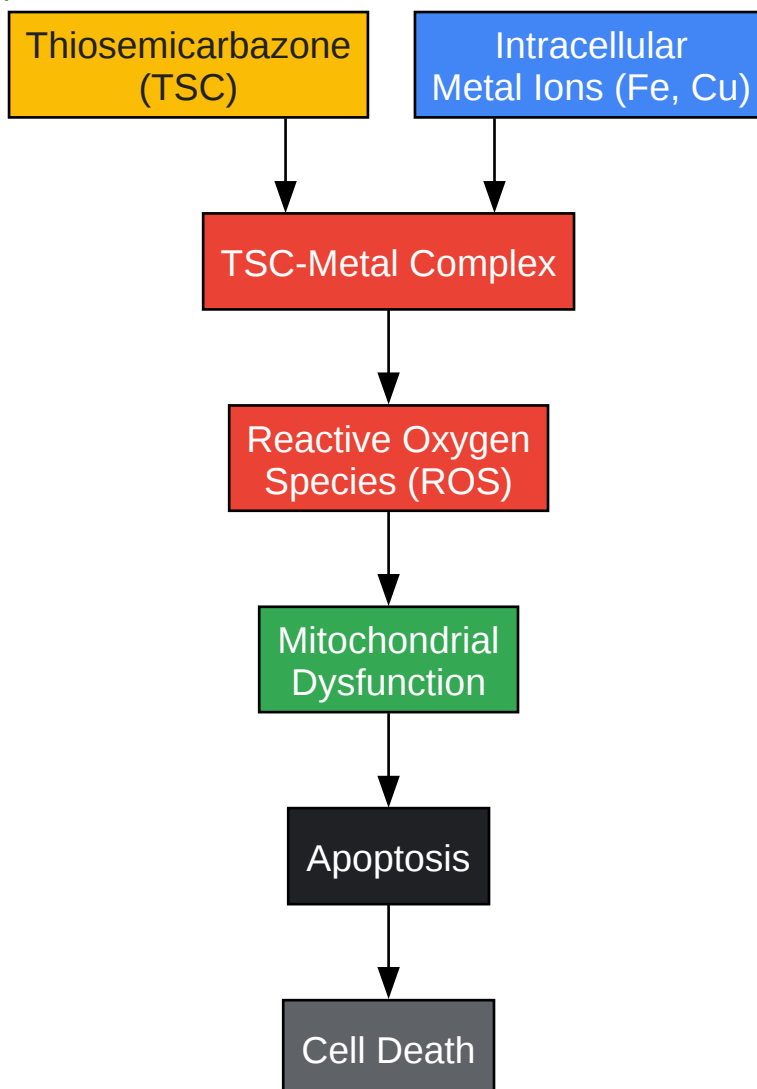 Thiosemicarbazone
(TSC)
Intracellular
Metal Ions (Fe, Cu)
TSC-Metal Complex
Reactive Oxygen
Species (ROS)
Mitochondrial
Dysfunction
Apoptosis
Cell Death